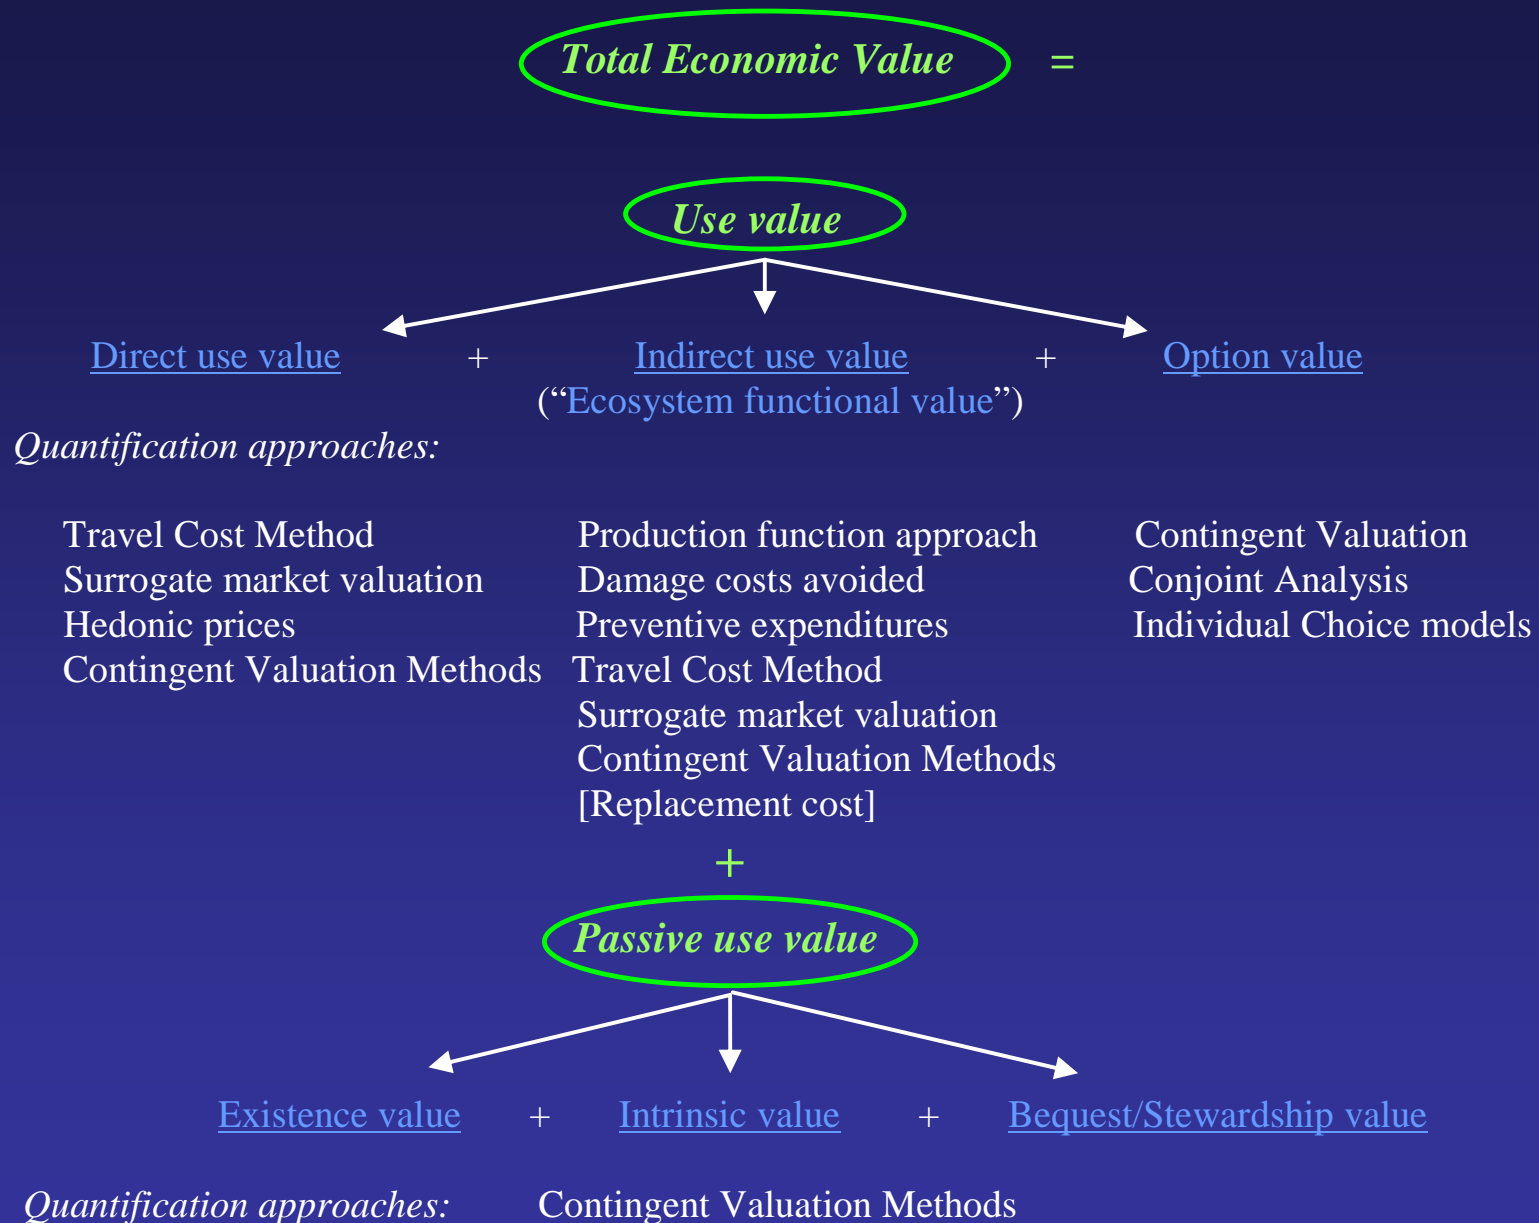 Total Economic Value =
Use value
Direct use value + Indirect use value + Option value
(“Ecosystem functional value”)
Quantification approaches:
Travel Cost Method Production function approach Contingent Valuation
Surrogate market valuation Damage costs avoided Conjoint Analysis
Hedonic prices Preventive expenditures Individual Choice models
Contingent Valuation Methods Travel Cost Method
Surrogate market valuation
Contingent Valuation Methods
[Replacement cost]
+
Passive use value
Existence value + Intrinsic value + Bequest/Stewardship value
Quantification approaches: Contingent Valuation Methods